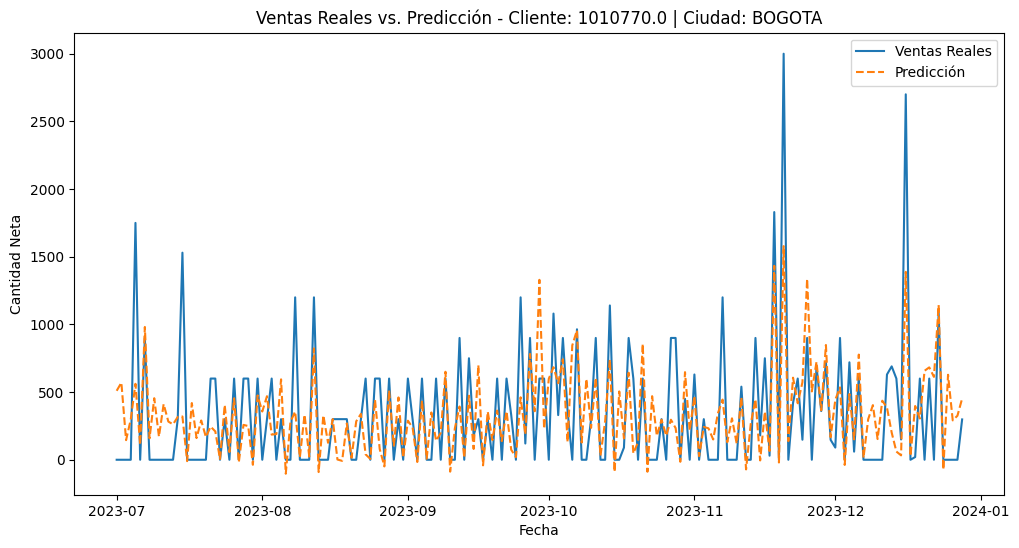 Ventas Reales vs. Predicción - Cliente: 1010770.0 | Ciudad: BOGOTA
Ventas Reales
Predicción
Cantidad Neta
3000
2500
2000
1500
1000
500
0
2023-07
2023-08
2023-09
2023-10
2023-11
2023-12
2024-01
Fecha